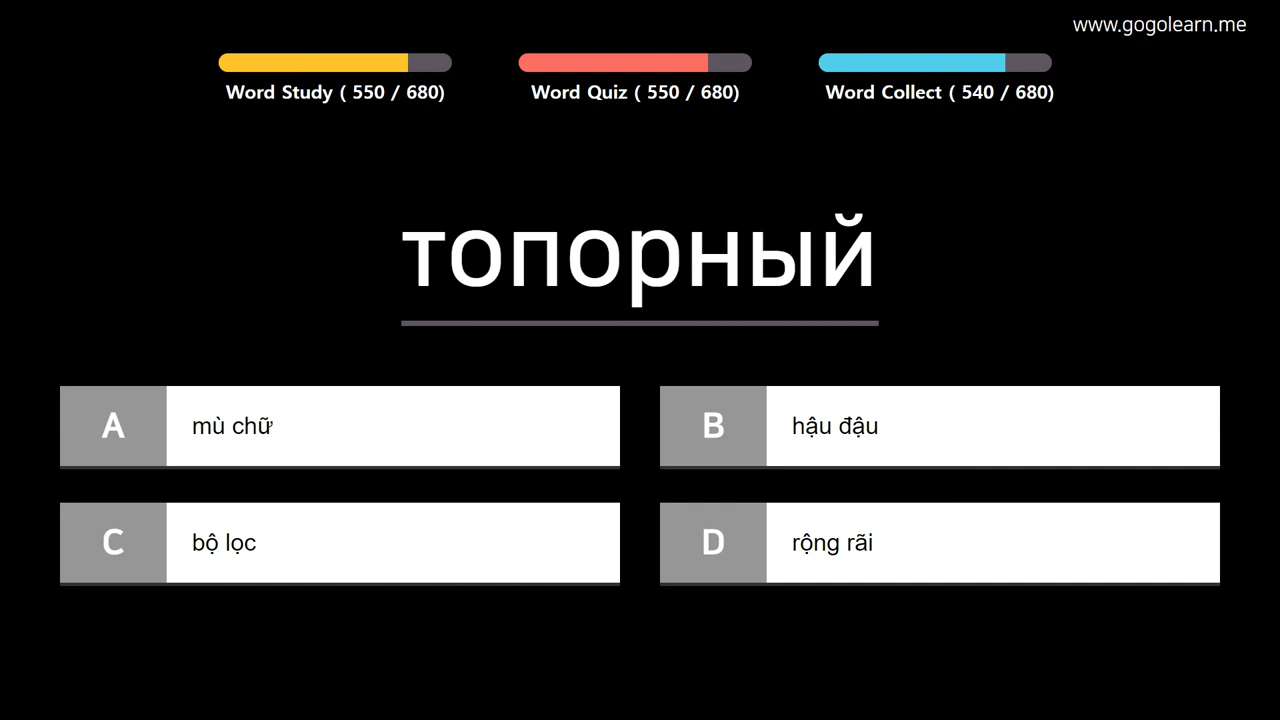 www.gogolearn.me
Word Study ( 550 / 680)
Word Quiz ( 550 / 680)
Word Collect ( 540 / 680)
топорный
A mù chữ
B hậu đậu
C bộ lọc
D rộng rãi